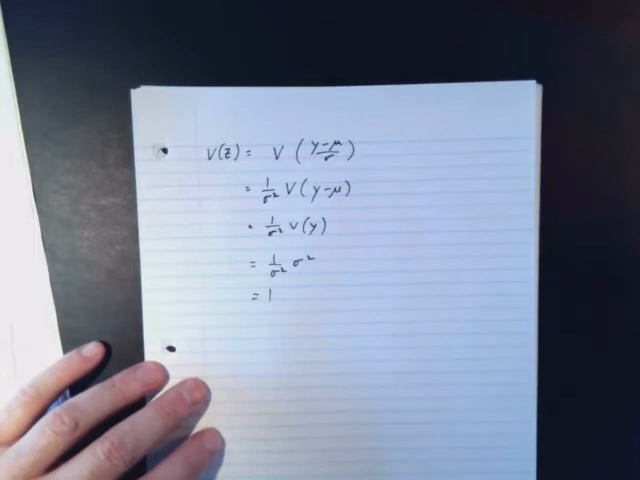 V(z) = V (y-μ/σ)
= 1/σ² V(y-μ)
= 1/σ² V(y)
= 1/σ² σ²
= 1